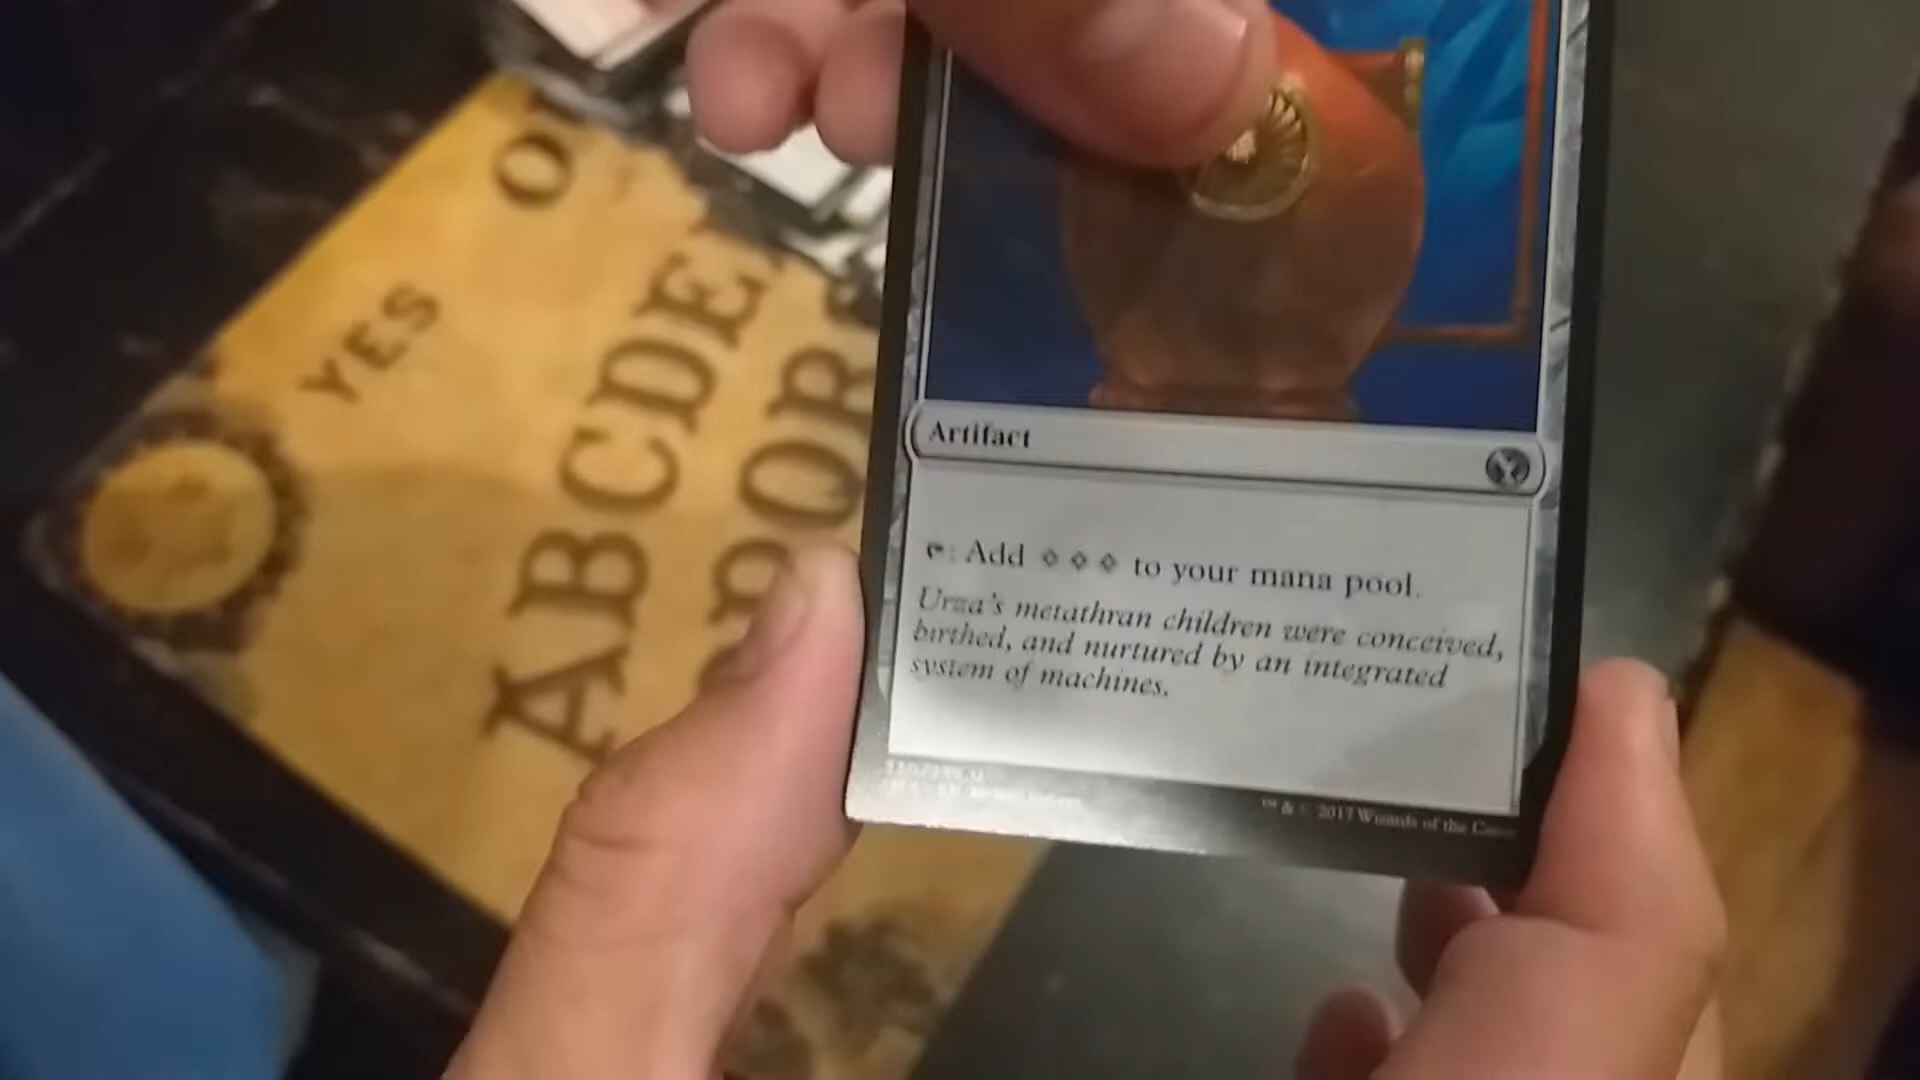 YES
ABCDE
PQR
Artifact
: Add to your mana pool.
Urza's metathran children were conceived,
birthed, and nurtured by an integrated
system of machines.
™ & © 2017 Wizards of the Coast